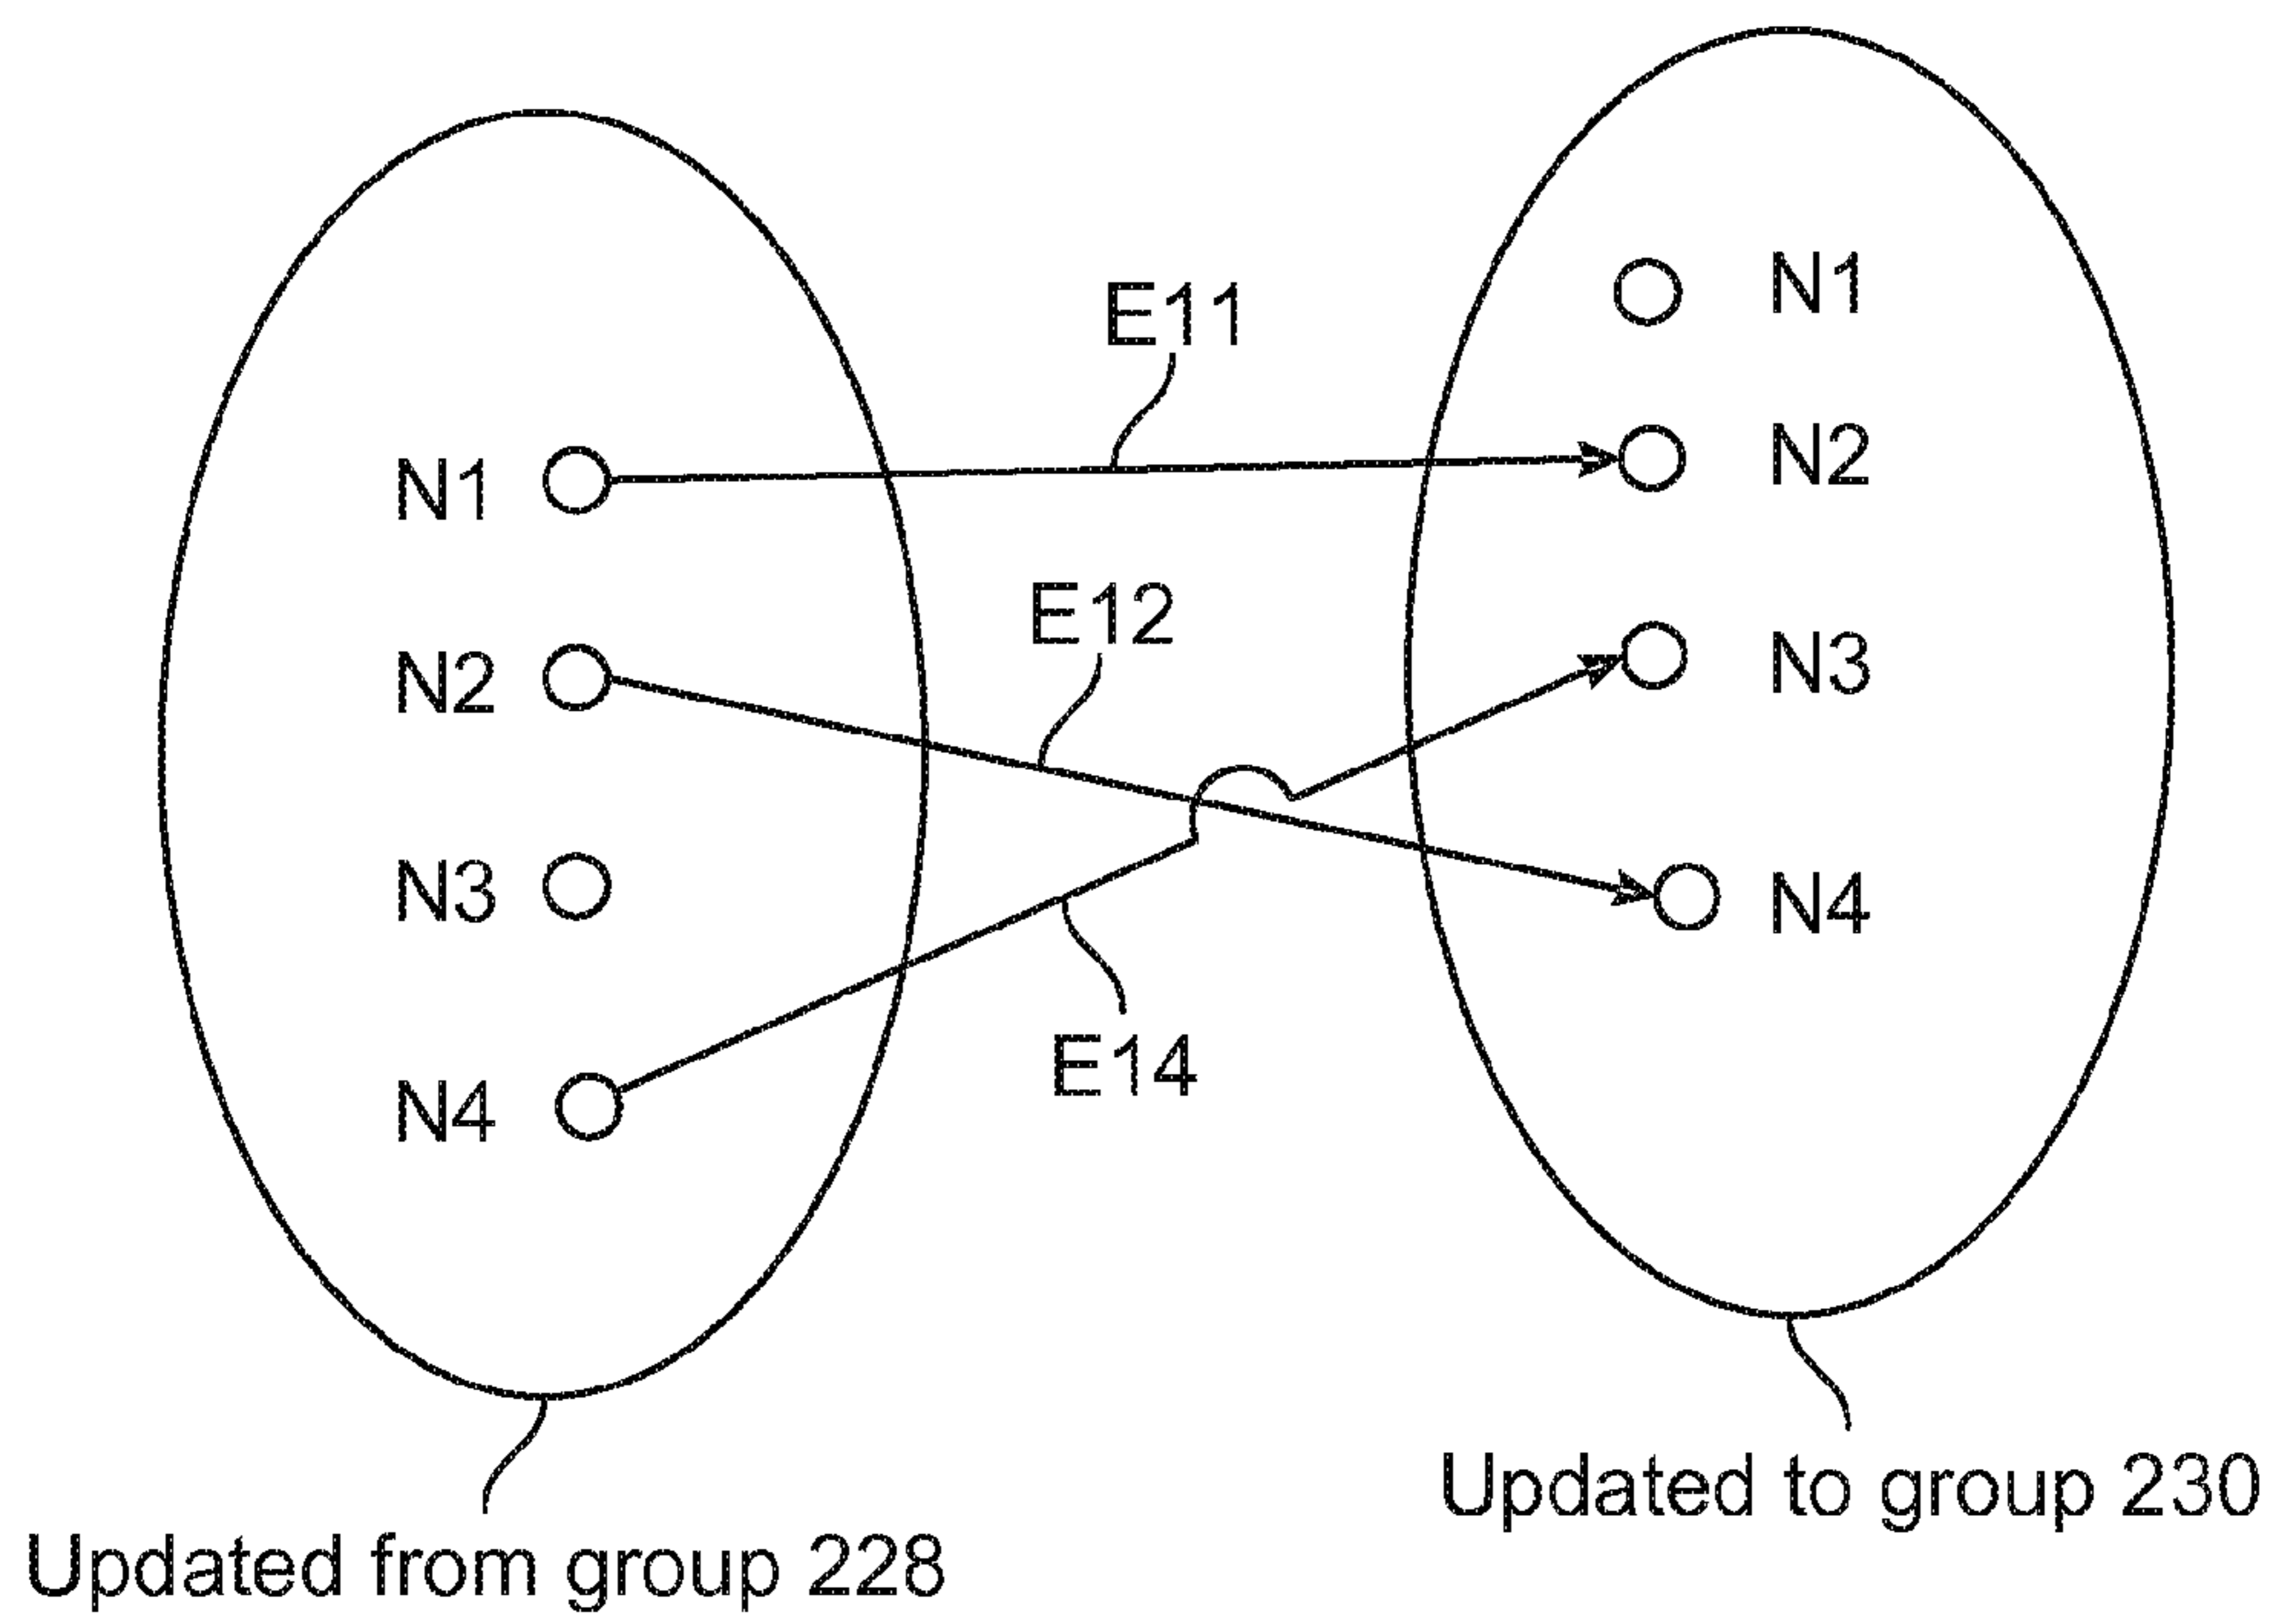 N1
E11
N2
N1
E12
N3
N2
N3
N4
E14
N4
Updated to group 230
Updated from group 228